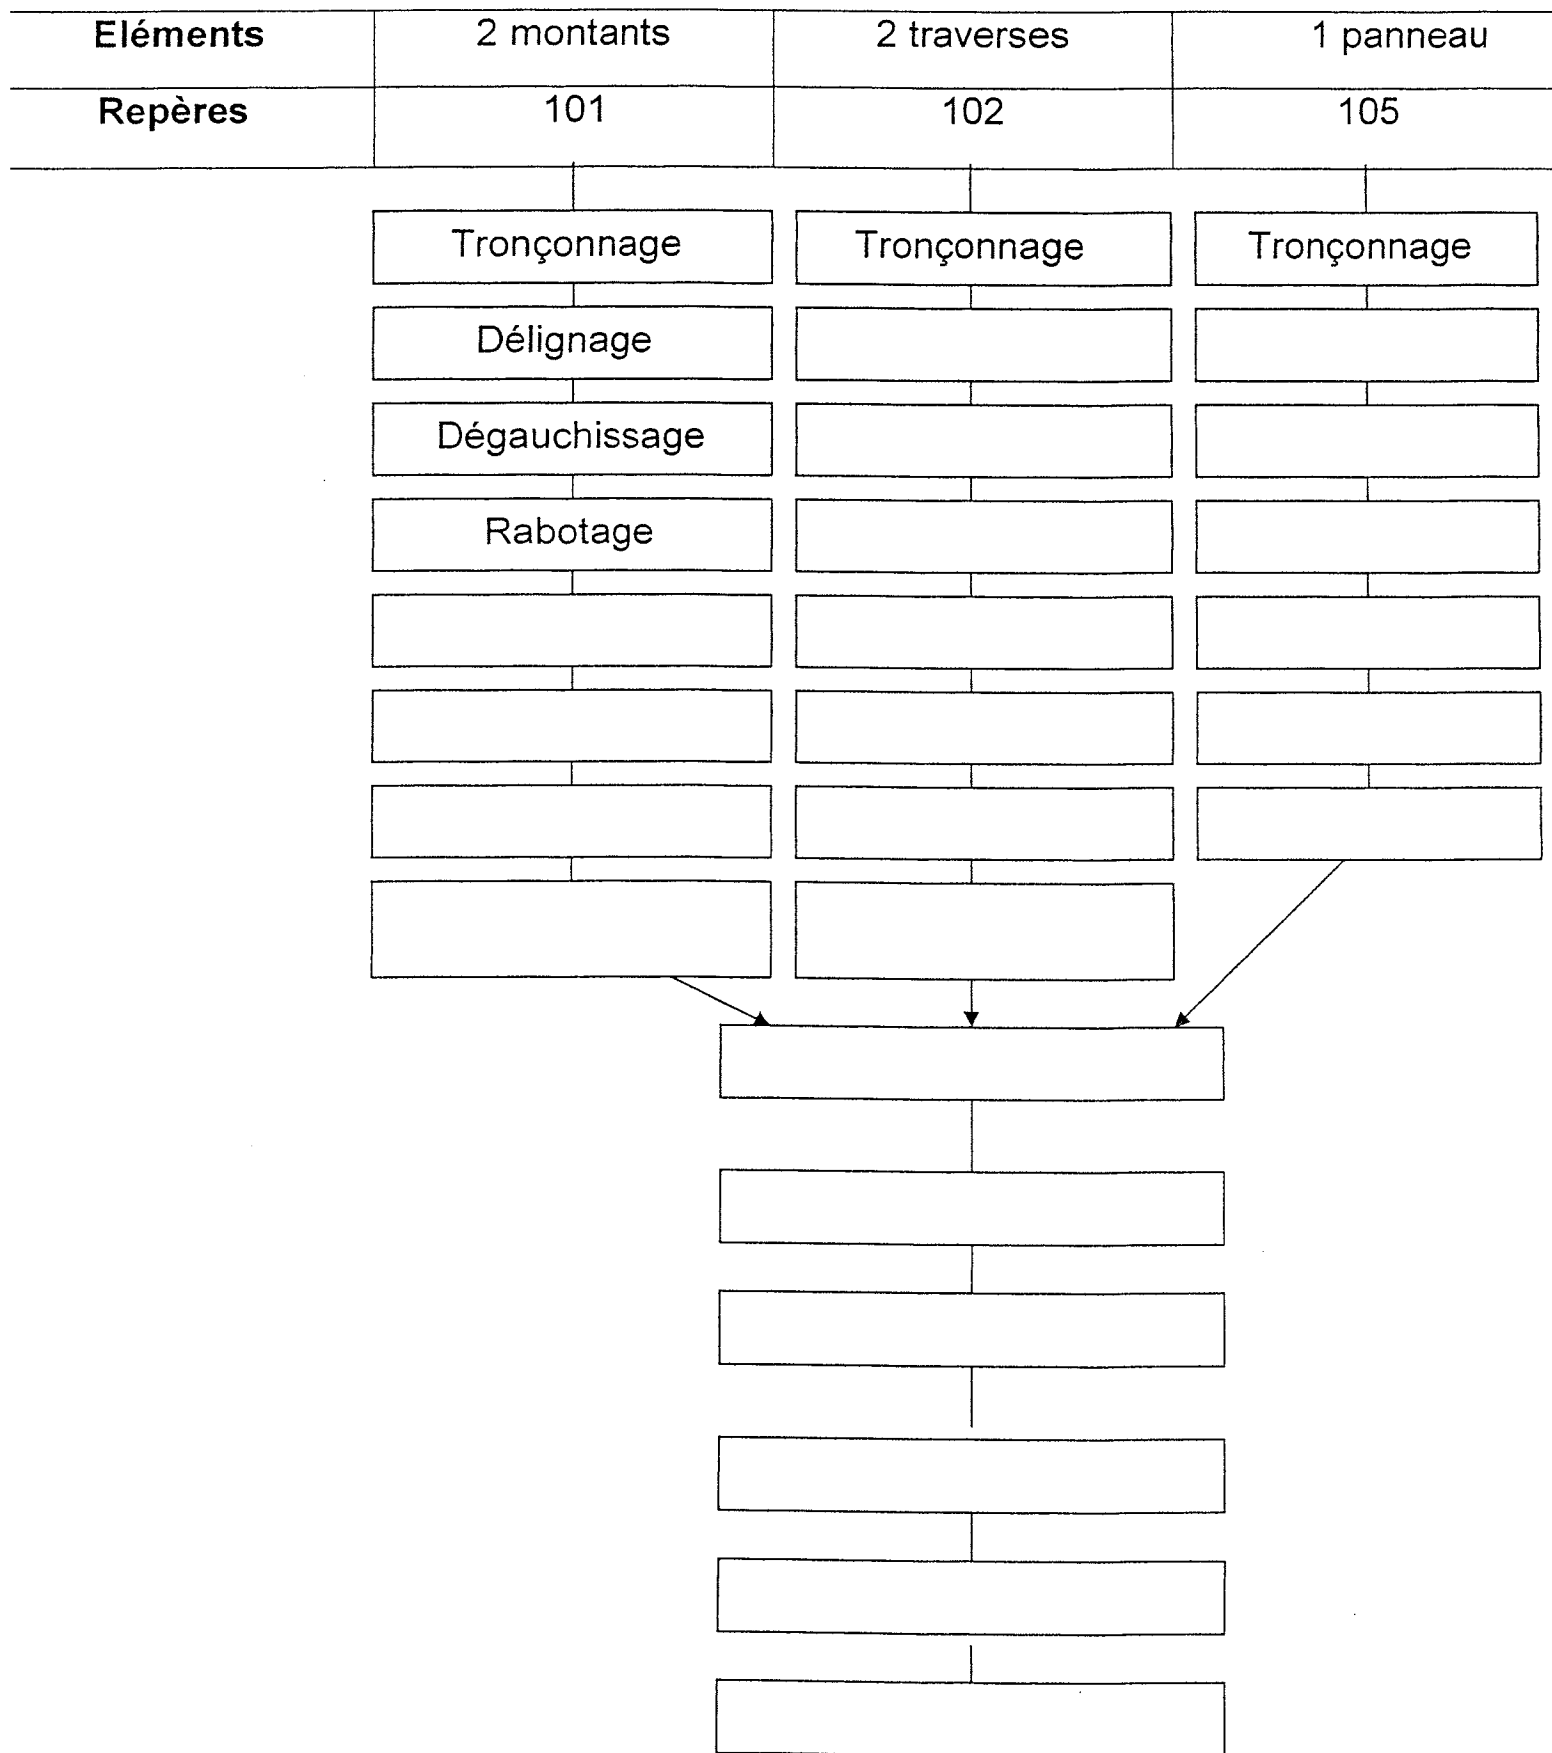 Eléments 2 montants 2 traverses 1 panneau
Repères 101 102 105
Tronçonnage Tronçonnage Tronçonnage
Délignage
Dégauchissage
Rabotage